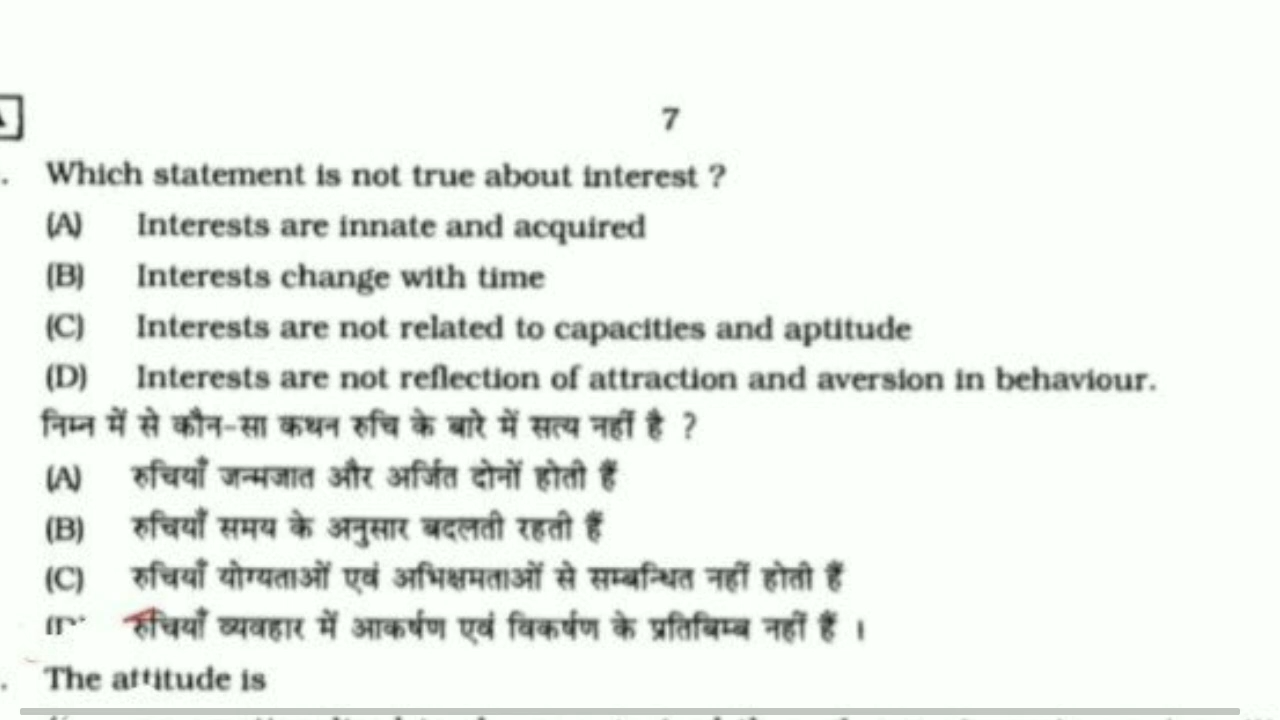 7
. Which statement is not true about interest ?
(A) Interests are innate and acquired
(B) Interests change with time
(C) Interests are not related to capacities and aptitude
(D) Interests are not reflection of attraction and aversion in behaviour.
निम्न में से कौन-सा कथन रुचि के बारे में सत्य नहीं है ?
(A) रुचियाँ जन्मजात और अर्जित दोनों होती हैं
(B) रुचियाँ समय के अनुसार बदलती रहती हैं
(C) रुचियाँ योग्यताओं एवं अभिक्षमताओं से सम्बन्धित नहीं होती हैं
रुचियाँ व्यवहार में आकर्षण एवं विकर्षण के प्रतिबिम्ब नहीं हैं ।
. The attitude is